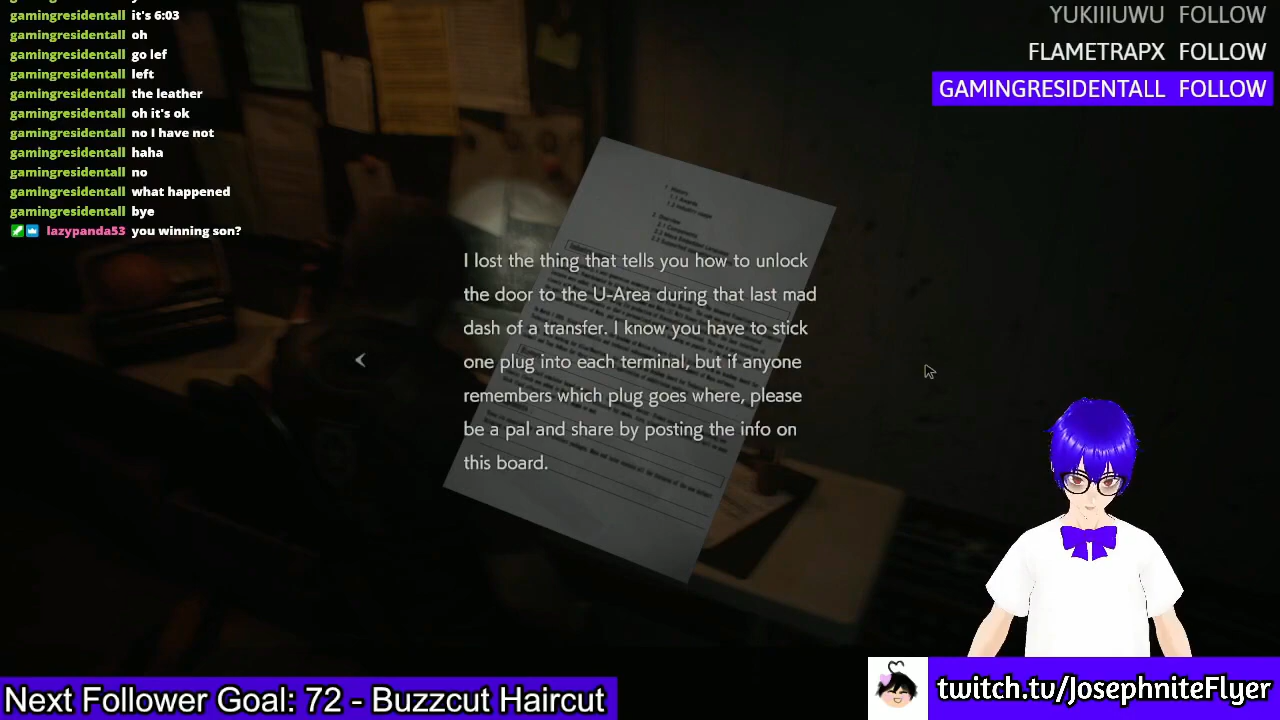 gamingresidentall it's 6:03
gamingresidentall oh
gamingresidentall go lef
gamingresidentall left
gamingresidentall the leather
gamingresidentall oh it's ok
gamingresidentall no I have not
gamingresidentall haha
gamingresidentall no
gamingresidentall what happened
gamingresidentall bye
lazypanda53 you winning son?
YUKIIIUWU FOLLOW
FLAMETRAPX FOLLOW
GAMINGRESIDENTALL FOLLOW
I lost the thing that tells you how to unlock
the door to the U-Area during that last mad
dash of a transfer. I know you have to stick
one plug into each terminal, but if anyone
remembers which plug goes where, please
be a pal and share by posting the info on
this board.
Next Follower Goal: 72 - Buzzcut Haircut
twitch.tv/JosephniteFlyer